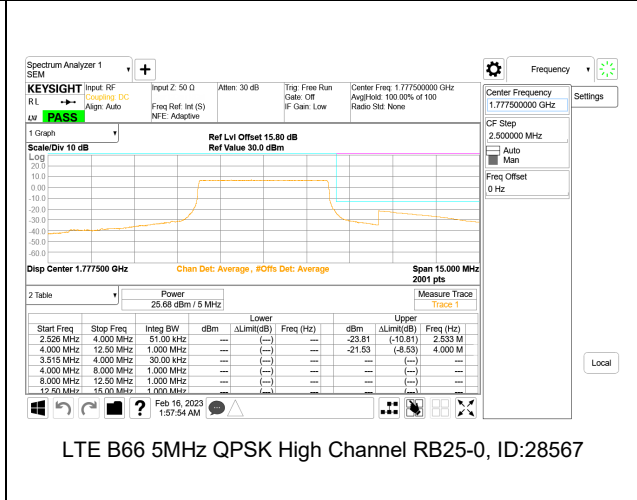 Spectrum Analyzer 1
SEM
Frequency
KEYSIGHT Input: RF Input Z: 50 Ω Atten: 30 dB Trig: Free Run Center Freq: 1.777500000 GHz
RL Coupling: DC Gate: Off Avg|Hold: 100.00% of 100
Align: Auto Freq Ref: Int (S) IF Gain: Low Radio Std: None
NFE: Adaptive
PASS
Center Frequency
1.777500000 GHz
Settings
CF Step
2.500000 MHz
Auto
Man
Freq Offset
0 Hz
1 Graph
Ref Lvl Offset 15.80 dB
Scale/Div 10 dB Ref Value 30.0 dBm
Log
20.0
10.0
0.00
-10.0
-20.0
-30.0
-40.0
-50.0
-60.0
Disp Center 1.777500 GHz Chan Det: Average, #Offs Det: Average Span 15.000 MHz
2001 pts
2 Table Power Measure Trace
25.68 dBm / 5 MHz Trace 1
Lower Upper
Start Freq Stop Freq Integ BW dBm ΔLimit(dB) Freq (Hz) dBm ΔLimit(dB) Freq (Hz)
2.526 MHz 4.000 MHz 51.00 kHz --- (---) --- -23.81 (-10.81) 2.533 M
4.000 MHz 12.50 MHz 1.000 MHz --- (---) --- -21.53 (-8.53) 4.000 M
3.515 MHz 4.000 MHz 30.00 kHz --- (---) --- --- (---) ---
4.000 MHz 8.000 MHz 1.000 MHz --- (---) --- --- (---) ---
8.000 MHz 12.50 MHz 1.000 MHz --- (---) --- --- (---) ---
12.50 MHz 15.00 MHz 1.000 MHz --- (---) --- --- (---) ---
Local
Feb 16, 2023
1:57:54 AM
LTE B66 5MHz QPSK High Channel RB25-0, ID:28567